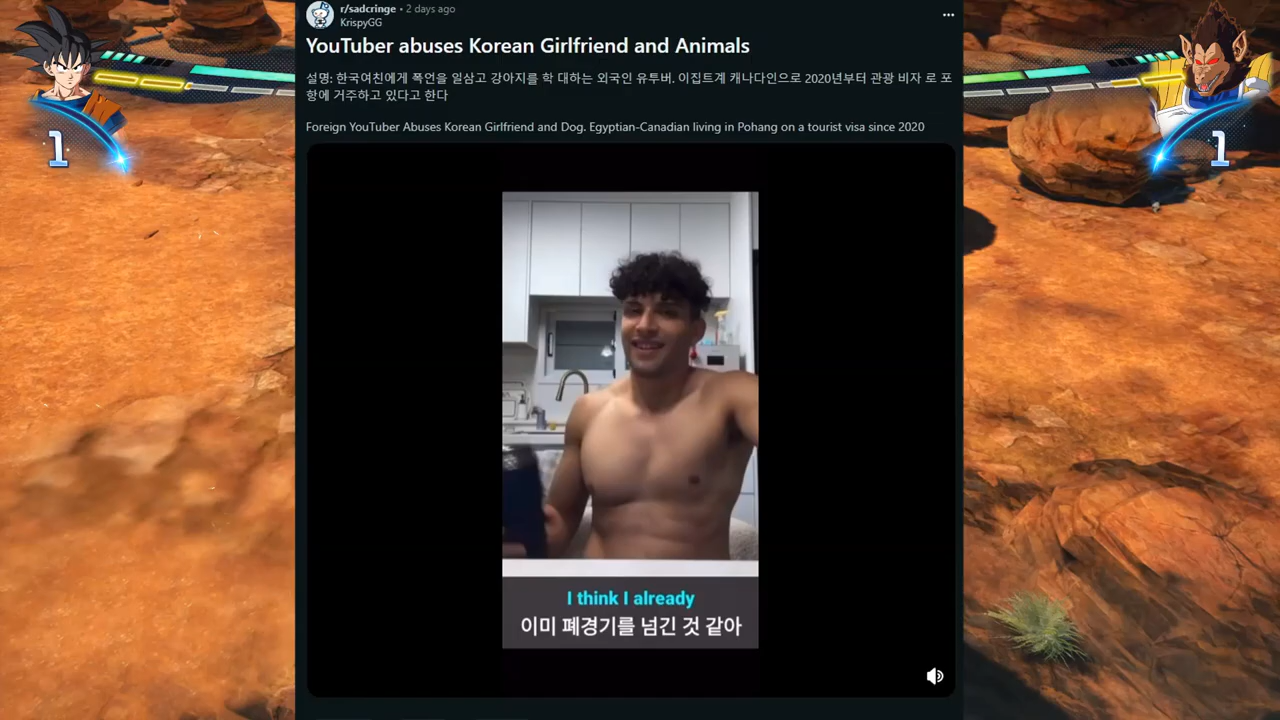 r/sadcringe • 2 days ago
KrispyGG
YouTuber abuses Korean Girlfriend and Animals
설명: 한국여친에게 폭언을 일삼고 강아지를 학 대하는 외국인 유투버. 이집트계 캐나다인으로 2020년부터 관광 비자 로 포
항에 거주하고 있다고 한다
Foreign YouTuber Abuses Korean Girlfriend and Dog. Egyptian-Canadian living in Pohang on a tourist visa since 2020
1
1
I think I already
이미 폐경기를 넘긴 것 같아